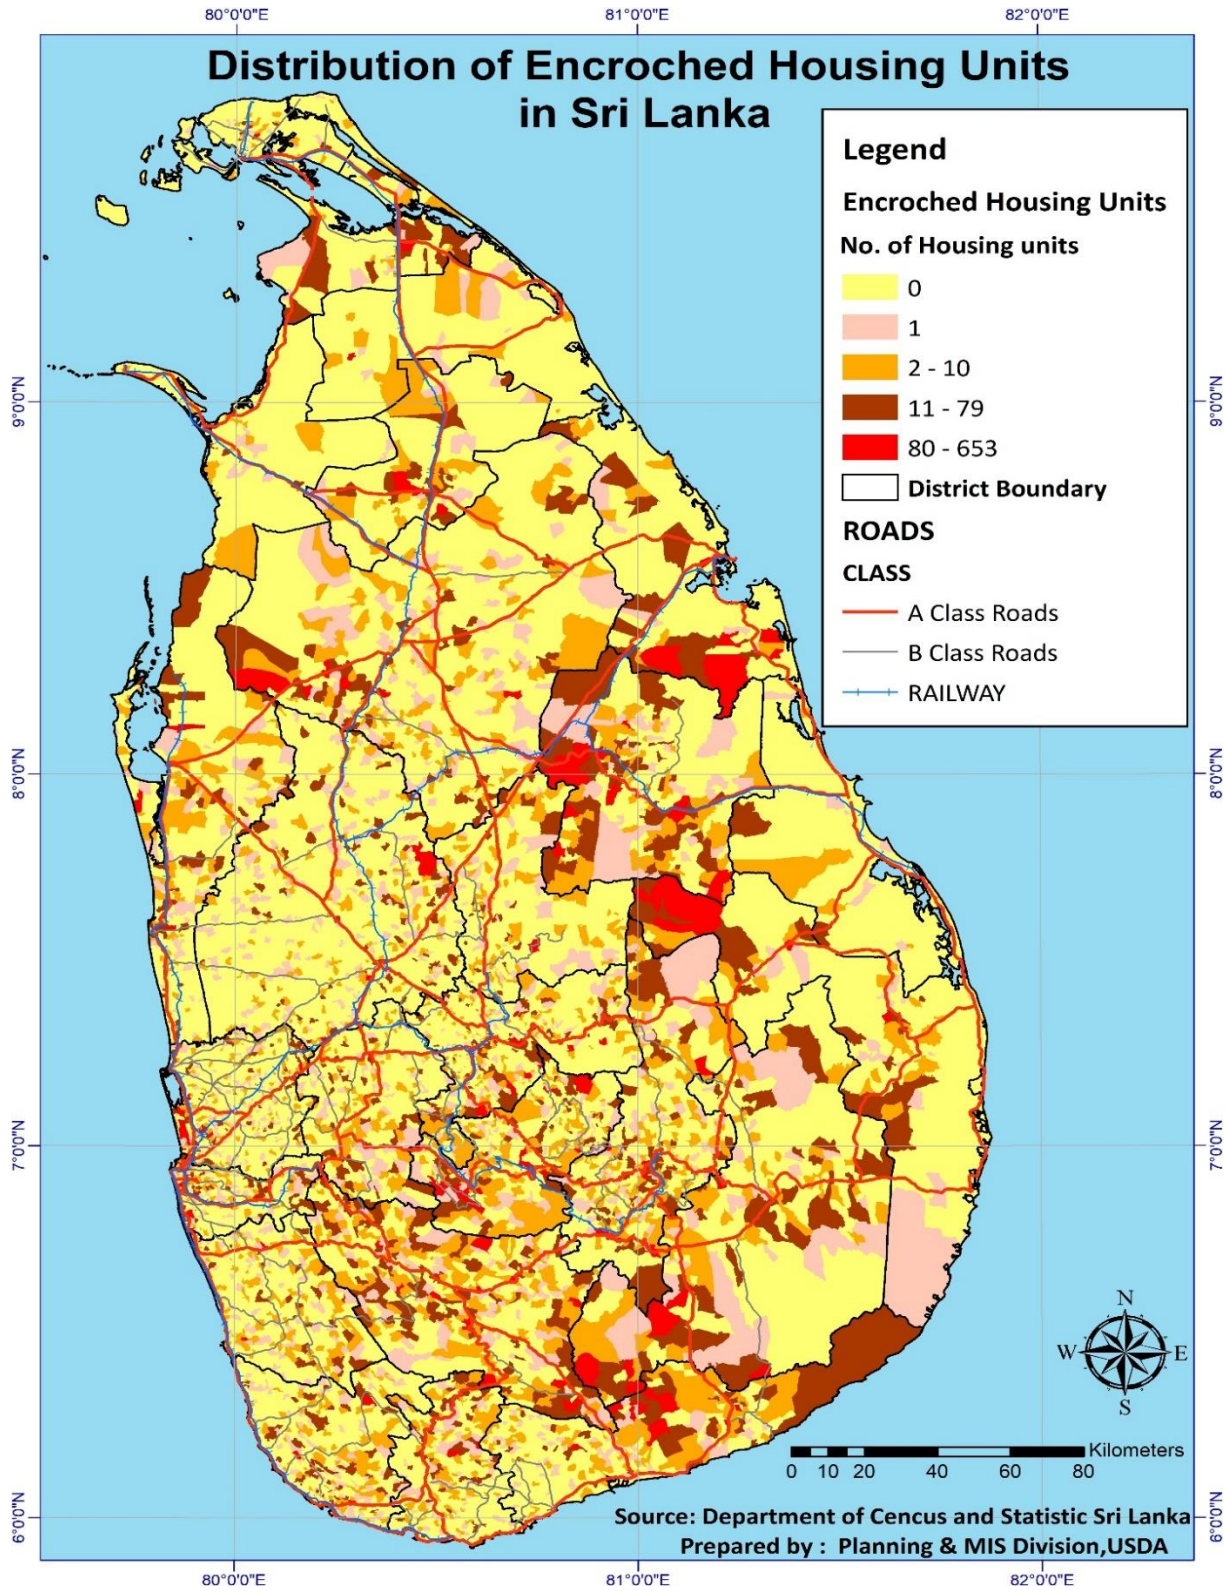 80°0'0"E
81°0'0"E
82°0'0"E
Distribution of Encroched Housing Units
in Sri Lanka
Legend
Encroched Housing Units
No. of Housing units
0
1
2 - 10
11 - 79
80 - 653
District Boundary
ROADS
CLASS
A Class Roads
B Class Roads
RAILWAY
9°0'0"N
9°0'0"N
8°0'0"N
8°0'0"N
7°0'0"N
7°0'0"N
6°0'0"N
6°0'0"N
N
W
E
S
Kilometers
0 10 20 40 60 80
Source: Department of Cencus and Statistic Sri Lanka
Prepared by : Planning & MIS Division,USDA
80°0'0"E
81°0'0"E
82°0'0"E